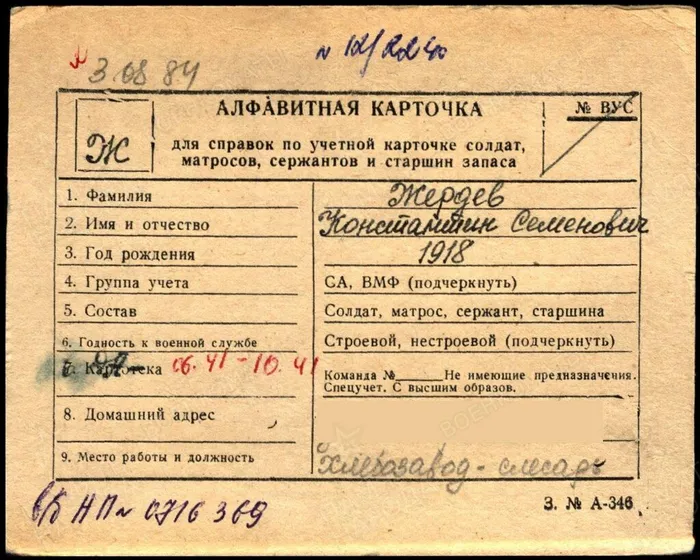 3.08.84
№ 12/2240
АЛФАВИТНАЯ КАРТОЧКА
№ ВУС
Ж
для справок по учетной карточке солдат,
матросов, сержантов и старшин запаса
1. Фамилия Жердев
2. Имя и отчество Константин Семенович
3. Год рождения 1918
4. Группа учета СА, ВМФ (подчеркнуть)
5. Состав Солдат, матрос, сержант, старшина
6. Годность к военной службе Строевой, нестроевой (подчеркнуть)
Картотека 06.41 - 10.41 Команда №______ Не имеющие предназначения.
Спецучет. С высшим образов.
8. Домашний адрес
9. Место работы и должность Хлебозавод - слесарь
в/б НП № 0716369
З. № А-346